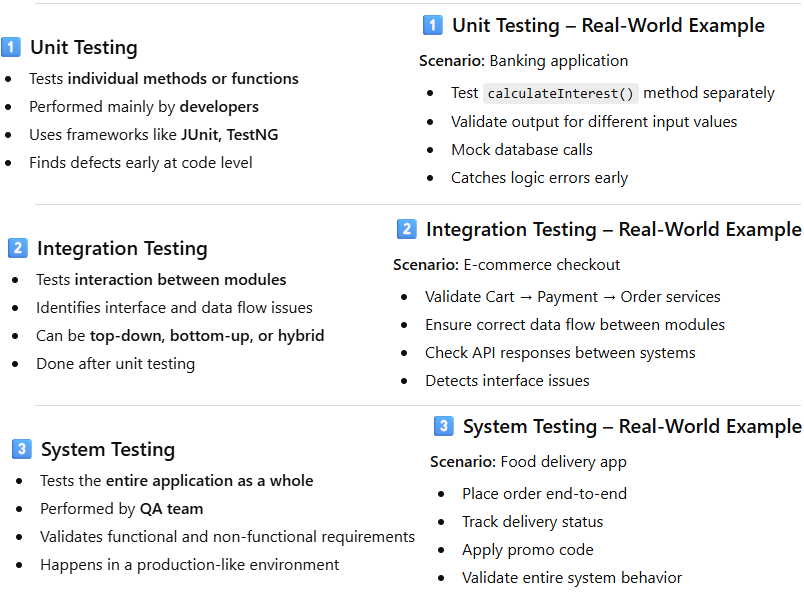 1 Unit Testing
• Tests individual methods or functions
• Performed mainly by developers
• Uses frameworks like JUnit, TestNG
• Finds defects early at code level
1 Unit Testing – Real-World Example
Scenario: Banking application
• Test calculateInterest() method separately
• Validate output for different input values
• Mock database calls
• Catches logic errors early
2 Integration Testing
• Tests interaction between modules
• Identifies interface and data flow issues
• Can be top-down, bottom-up, or hybrid
• Done after unit testing
2 Integration Testing – Real-World Example
Scenario: E-commerce checkout
• Validate Cart → Payment → Order services
• Ensure correct data flow between modules
• Check API responses between systems
• Detects interface issues
3 System Testing
• Tests the entire application as a whole
• Performed by QA team
• Validates functional and non-functional requirements
• Happens in a production-like environment
3 System Testing – Real-World Example
Scenario: Food delivery app
• Place order end-to-end
• Track delivery status
• Apply promo code
• Validate entire system behavior